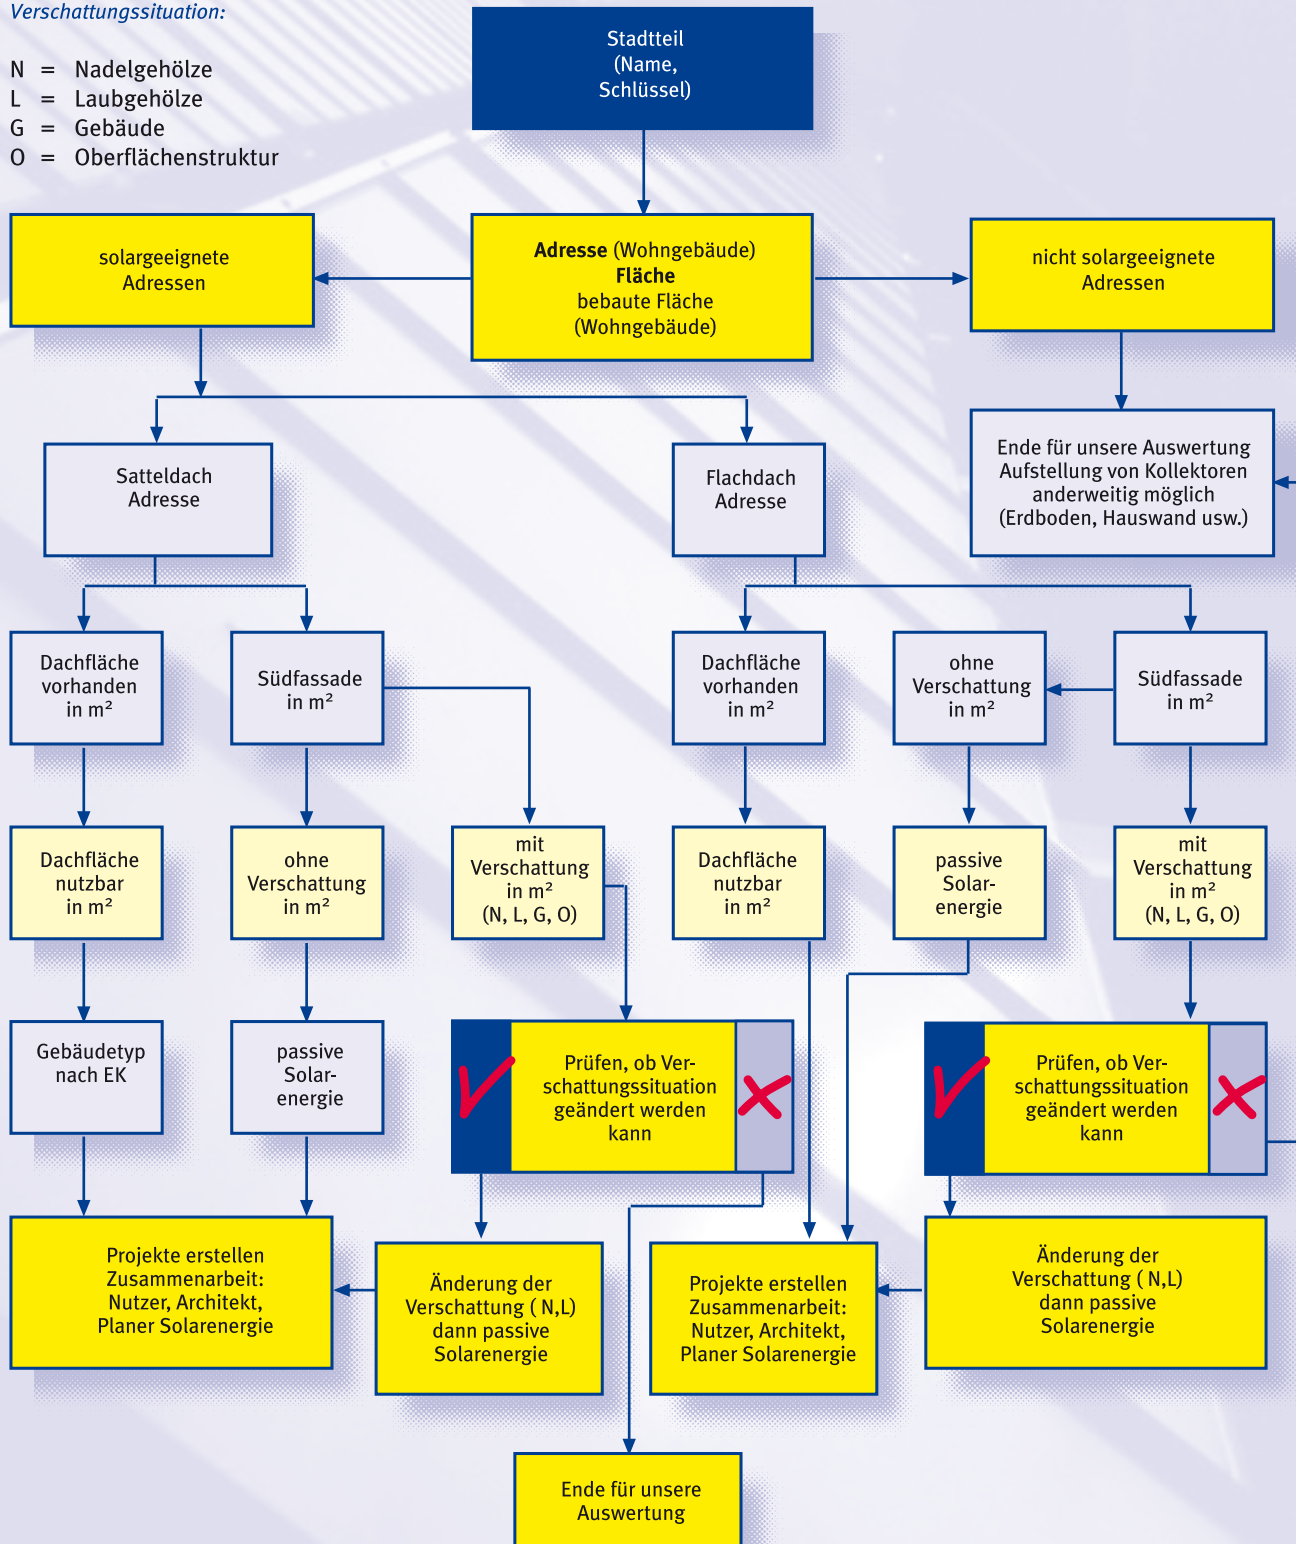 Verschattungssituation:
N = Nadelgehölze
L = Laubgehölze
G = Gebäude
O = Oberflächenstruktur
Stadtteil
(Name,
Schlüssel)
solargeeignete
Adressen
Adresse (Wohngebäude)
Fläche
bebaute Fläche
(Wohngebäude)
nicht solargeeignete
Adressen
Satteldach
Adresse
Flachdach
Adresse
Ende für unsere Auswertung
Aufstellung von Kollektoren
anderweitig möglich
(Erdboden, Hauswand usw.)
Dachfläche
vorhanden
in m²
Südfassade
in m²
Dachfläche
vorhanden
in m²
ohne
Verschattung
in m²
Südfassade
in m²
Dachfläche
nutzbar
in m²
ohne
Verschattung
in m²
mit
Verschattung
in m²
(N, L, G, O)
Dachfläche
nutzbar
in m²
passive
Solar-
energie
mit
Verschattung
in m²
(N, L, G, O)
Gebäudetyp
nach EK
passive
Solar-
energie
Prüfen, ob Ver-
schattungssituation
geändert werden
kann
Prüfen, ob Ver-
schattungssituation
geändert werden
kann
Projekte erstellen
Zusammenarbeit:
Nutzer, Architekt,
Planer Solarenergie
Änderung der
Verschattung ( N,L)
dann passive
Solarenergie
Projekte erstellen
Zusammenarbeit:
Nutzer, Architekt,
Planer Solarenergie
Änderung der
Verschattung ( N,L)
dann passive
Solarenergie
Ende für unsere
Auswertung